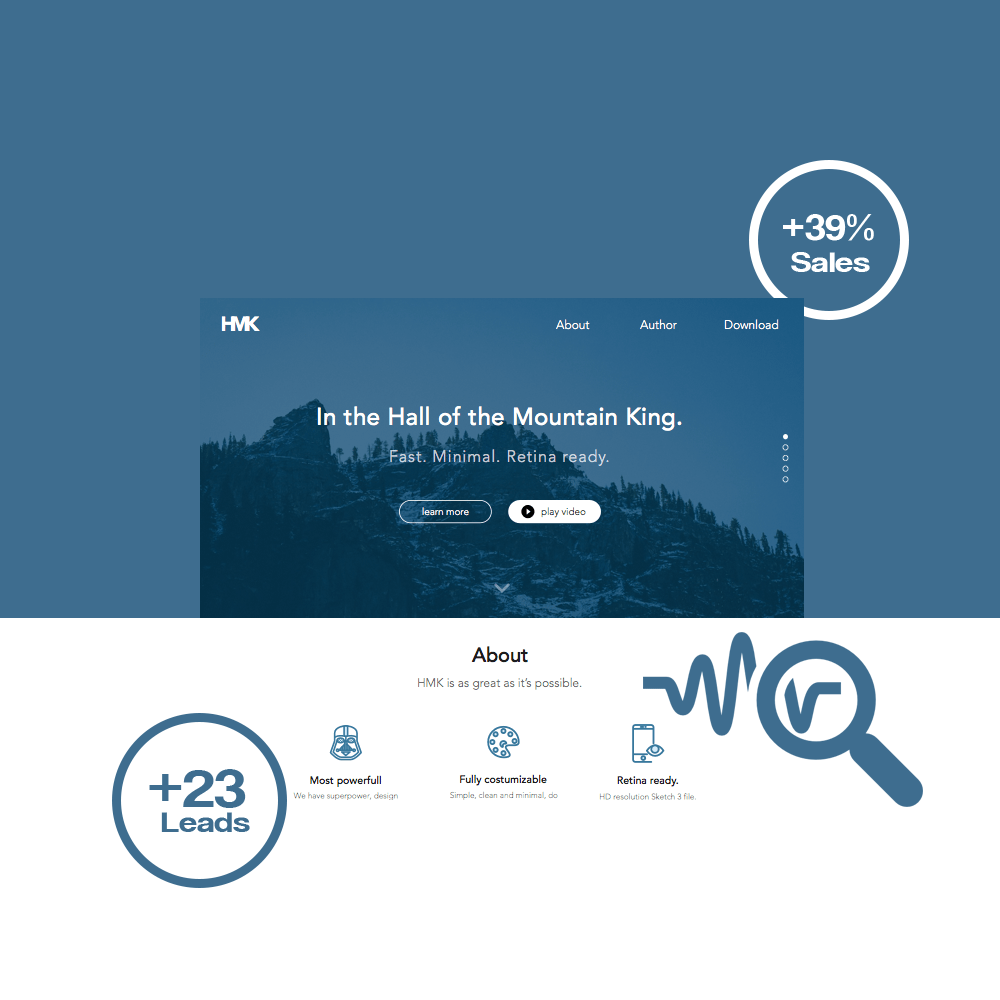 +39%
Sales
HMK
About
Author
Download
In the Hall of the Mountain King.
Fast. Minimal. Retina ready.
learn more
play video
About
HMK is as great as it's possible.
Most powerfull
We have superpower, design
Fully costumizable
Simple, clean and minimal, do
Retina ready.
HD resolution Sketch 3 file.
+23
Leads